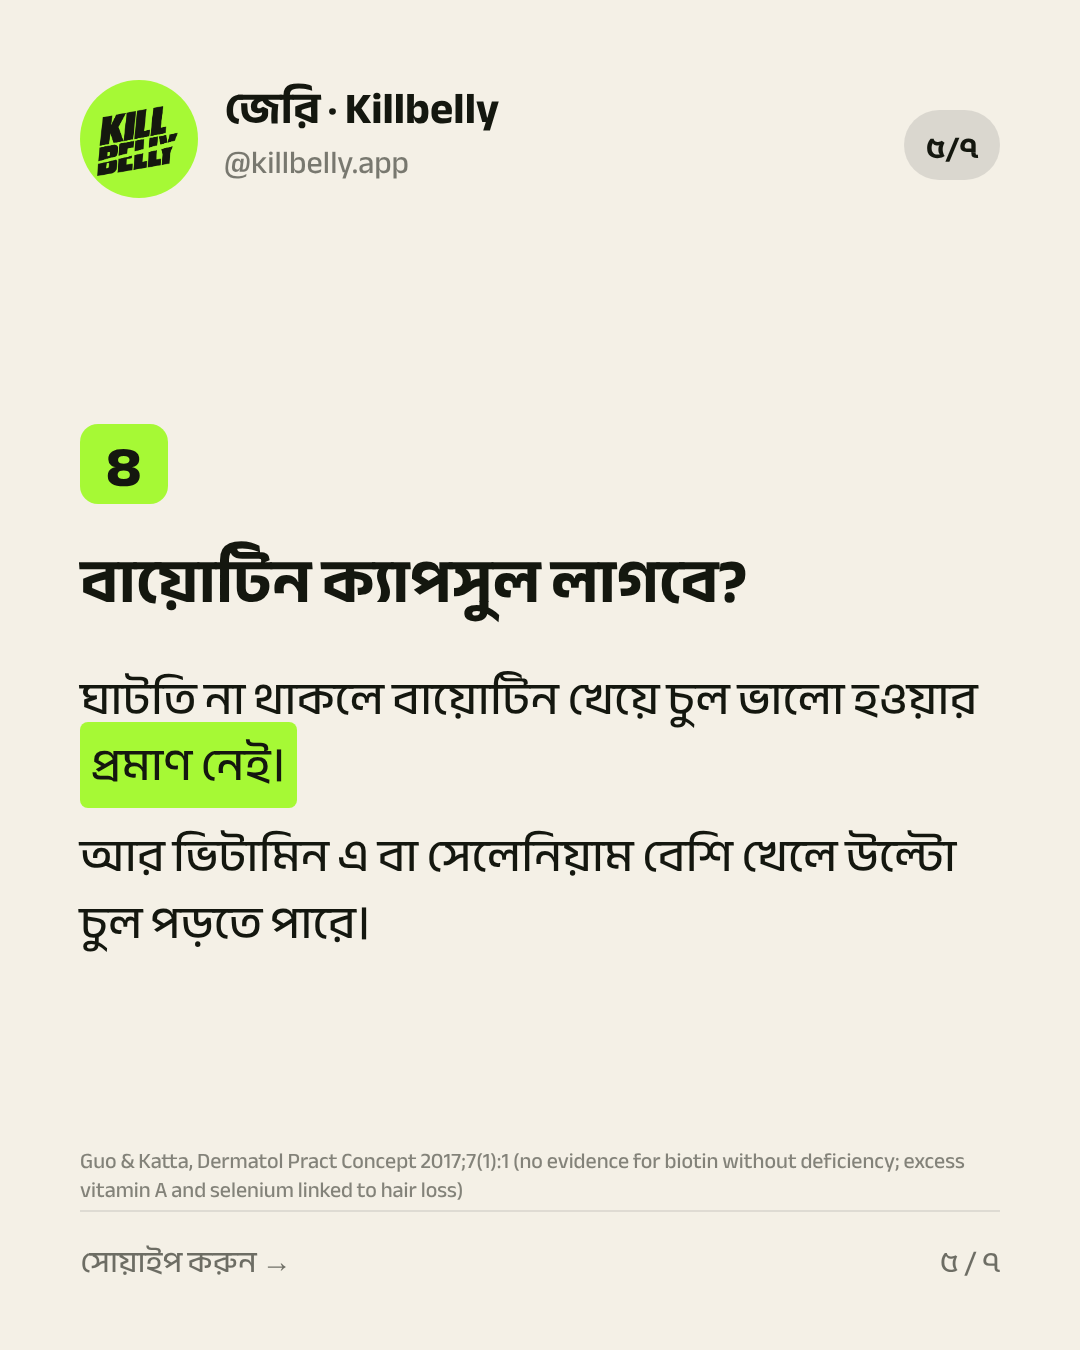 KILL
BELLY
জেরি · Killbelly
@killbelly.app
৫/৭
৪
বায়োটিন ক্যাপসুল লাগবে?
ঘাটতি না থাকলে বায়োটিন খেয়ে চুল ভালো হওয়ার
প্রমাণ নেই।
আর ভিটামিন এ বা সেলেনিয়াম বেশি খেলে উল্টো
চুল পড়তে পারে।
Guo & Katta, Dermatol Pract Concept 2017;7(1):1 (no evidence for biotin without deficiency; excess
vitamin A and selenium linked to hair loss)
সোয়াইপ করুন →
৫ / ৭